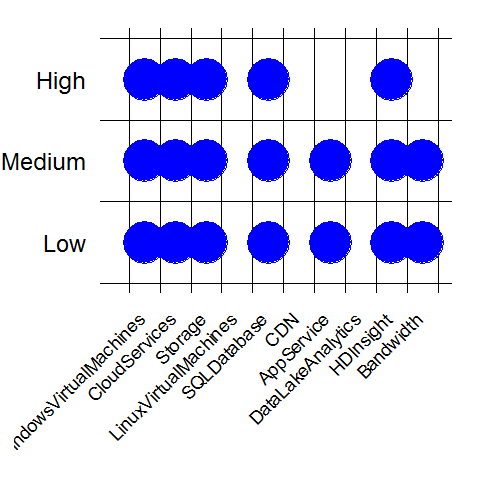 High
Medium
Low
ndowsVirtualMachines
CloudServices
Storage
LinuxVirtualMachines
SQLDatabase
CDN
AppService
DataLakeAnalytics
HDInsight
Bandwidth